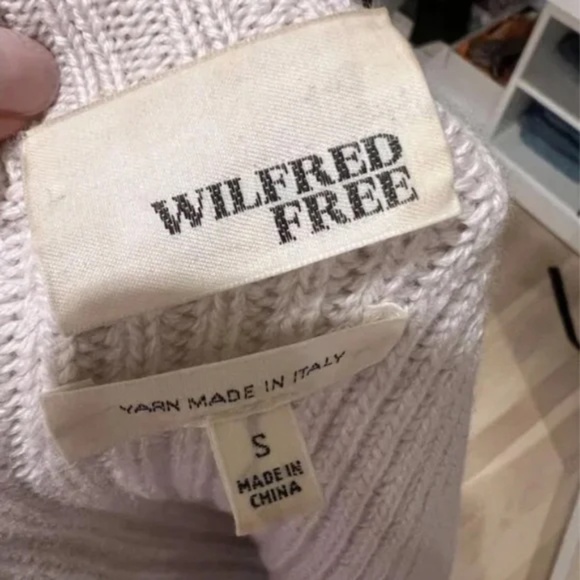 WILFRED
FREE
YARN MADE IN ITALY
S
MADE IN
CHINA